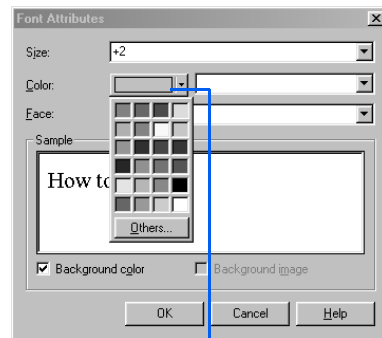 Font Attributes
Size: +2
Color:
Face:
Sample
How to
Others...
Background color Background image
OK Cancel Help